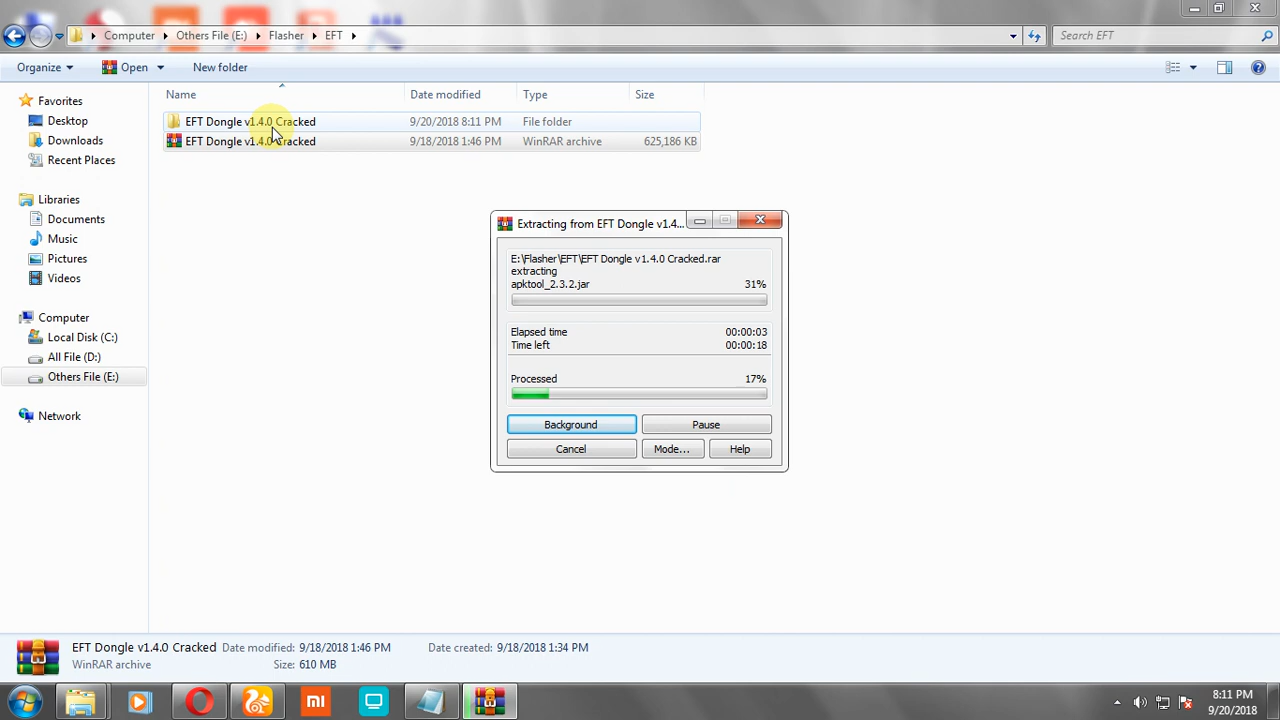 Computer
Others File (E:)
Flasher
EFT
Search EFT
Organize
Open
New folder
Name
Date modified
Type
Size
Favorites
Desktop
Downloads
Recent Places
Libraries
Documents
Music
Pictures
Videos
Computer
Local Disk (C:)
All File (D:)
Others File (E:)
Network
EFT Dongle v1.4.0 Cracked 9/20/2018 8:11 PM File folder
EFT Dongle v1.4.0 Cracked 9/18/2018 1:46 PM WinRAR archive 625,186 KB
Extracting from EFT Dongle v1.4...
E:\Flasher\EFT\EFT Dongle v1.4.0 Cracked.rar
extracting
apktool_2.3.2.jar 31%
Elapsed time 00:00:03
Time left 00:00:18
Processed 17%
Background
Pause
Cancel
Mode...
Help
EFT Dongle v1.4.0 Cracked Date modified: 9/18/2018 1:46 PM Date created: 9/18/2018 1:34 PM
WinRAR archive Size: 610 MB
mi
8:11 PM
9/20/2018